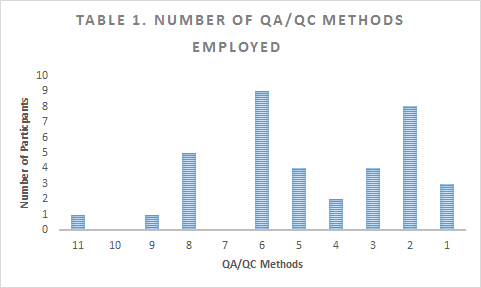 TABLE 1. NUMBER OF QA/QC METHODS
EMPLOYED
Number of Particpants
10
9
8
7
6
5
4
3
2
1
0
11 10 9 8 7 6 5 4 3 2 1
QA/QC Methods